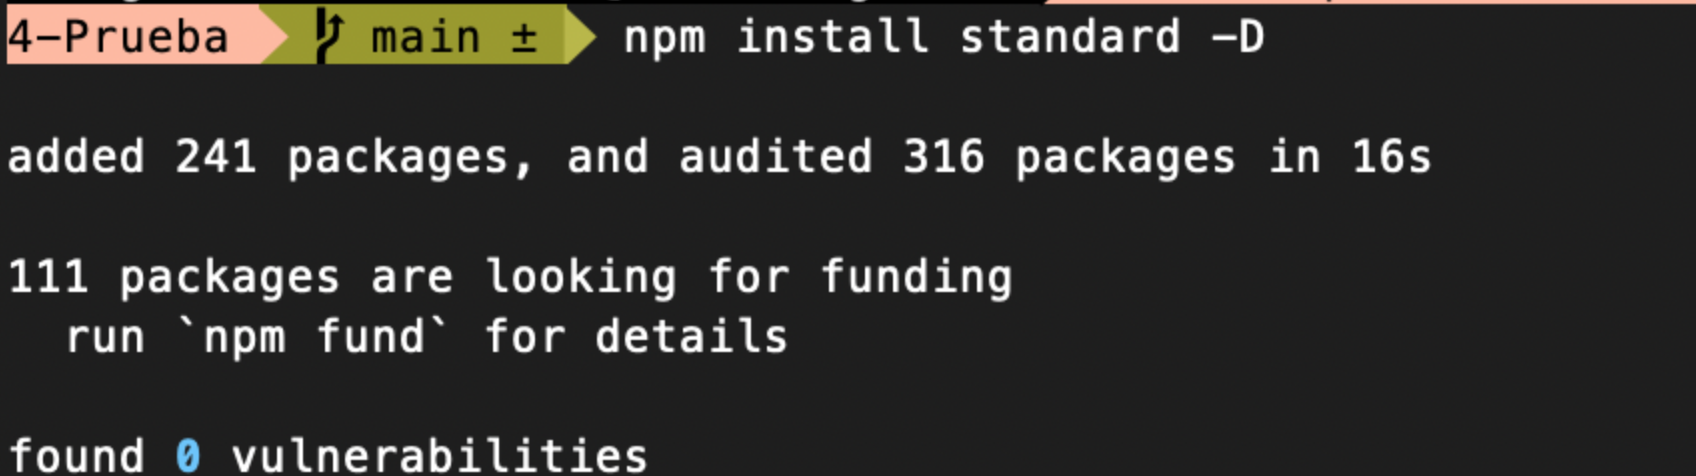 4-Prueba main ± npm install standard -D
added 241 packages, and audited 316 packages in 16s
111 packages are looking for funding
run `npm fund` for details
found 0 vulnerabilities